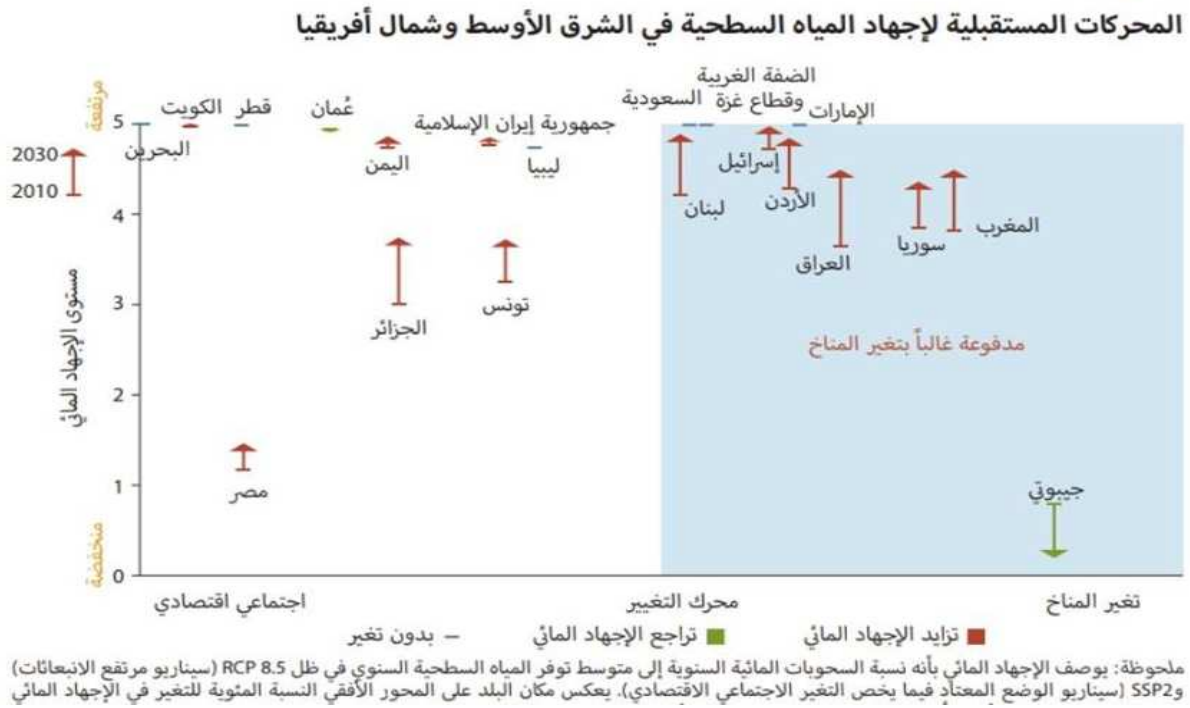 المحركات المستقبلية لإجهاد المياه السطحية في الشرق الأوسط وشمال أفريقيا
مرتفعة
5
4
3
2
1
0
منخفضة
مستوى الإجهاد المائي
2030
2010
البحرين
الكويت
قطر
عُمان
اليمن
جمهورية إيران الإسلامية
ليبيا
السعودية
الضفة الغربية
وقطاع غزة
الإمارات
إسرائيل
لبنان
الأردن
العراق
سوريا
المغرب
الجزائر
تونس
مصر
جيبوتي
مدفوعة غالباً بتغير المناخ
اجتماعي اقتصادي
محرك التغيير
تغير المناخ
تزايد الإجهاد المائي
تراجع الإجهاد المائي
بدون تغير
ملحوظة: يوصف الإجهاد المائي بأنه نسبة السحوبات المائية السنوية إلى متوسط توفر المياه السطحية السنوي في ظل RCP 8.5 (سيناريو مرتفع الانبعاثات)
وSSP2 (سيناريو الوضع المعتاد فيما يخص التغير الاجتماعي الاقتصادي). يعكس مكان البلد على المحور الأفقي النسبة المئوية للتغير في الإجهاد المائي